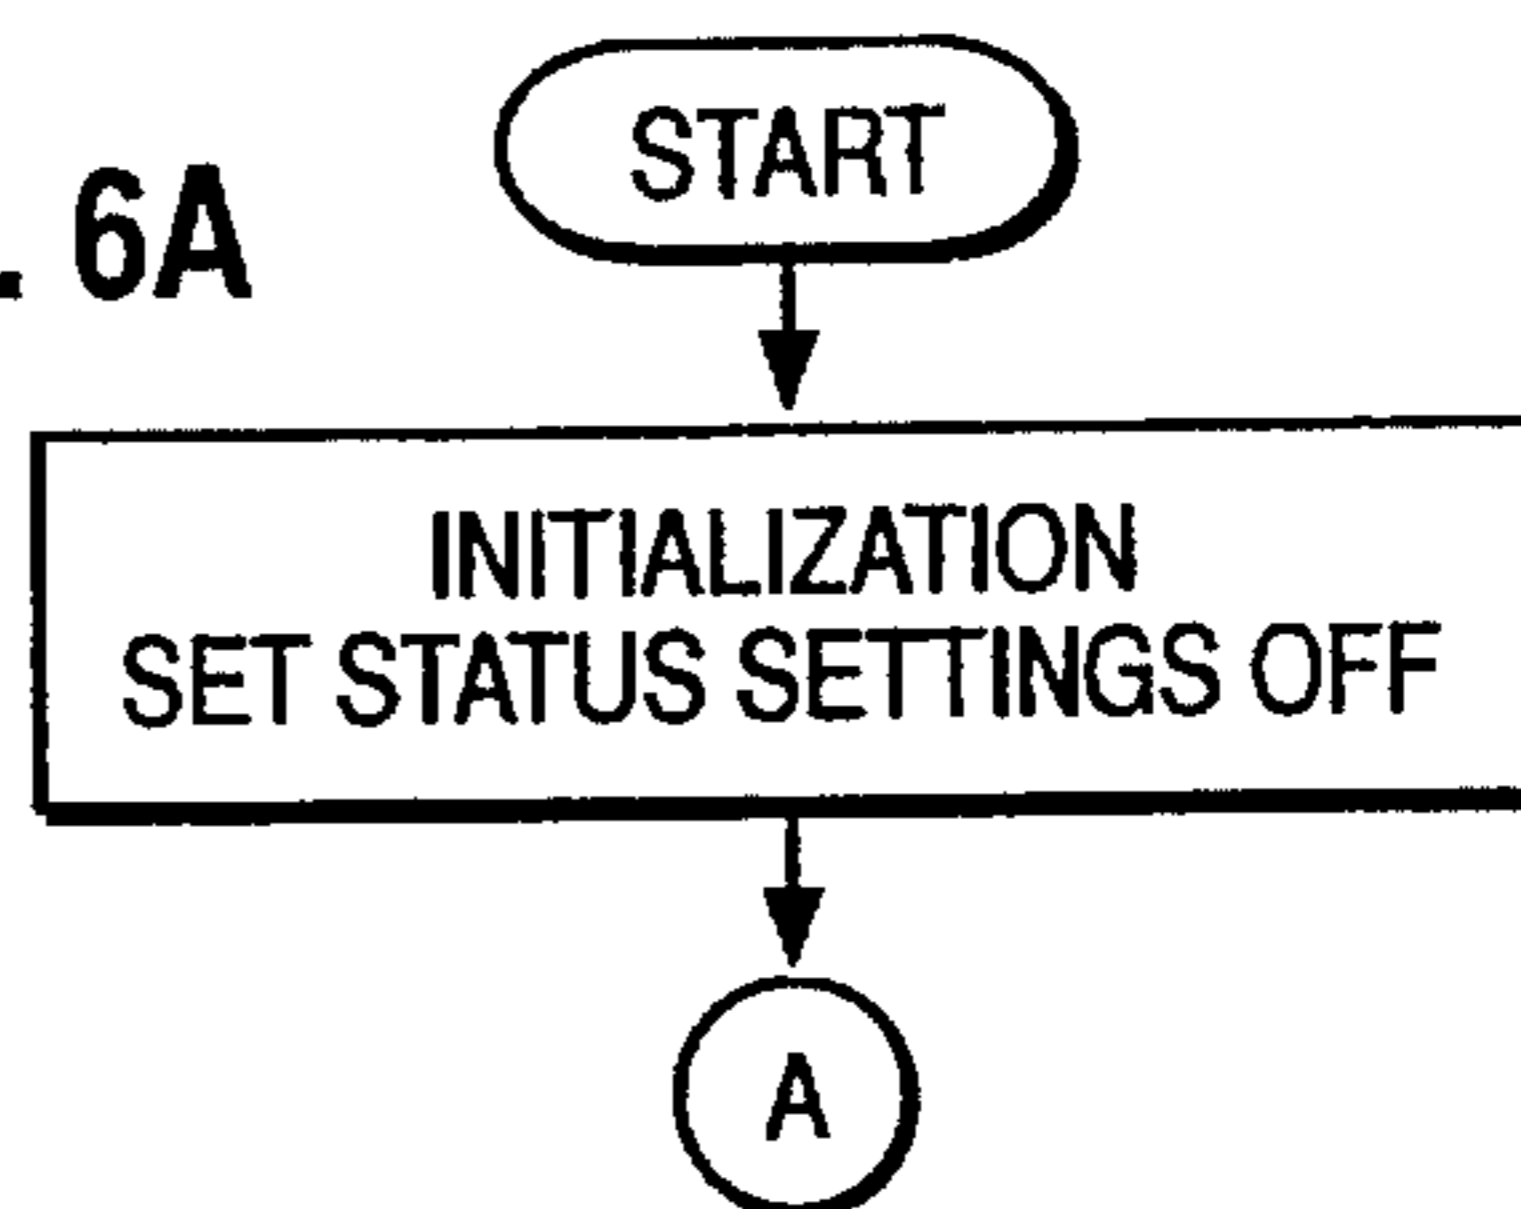 START
. 6A
INITIALIZATION
SET STATUS SETTINGS OFF
A